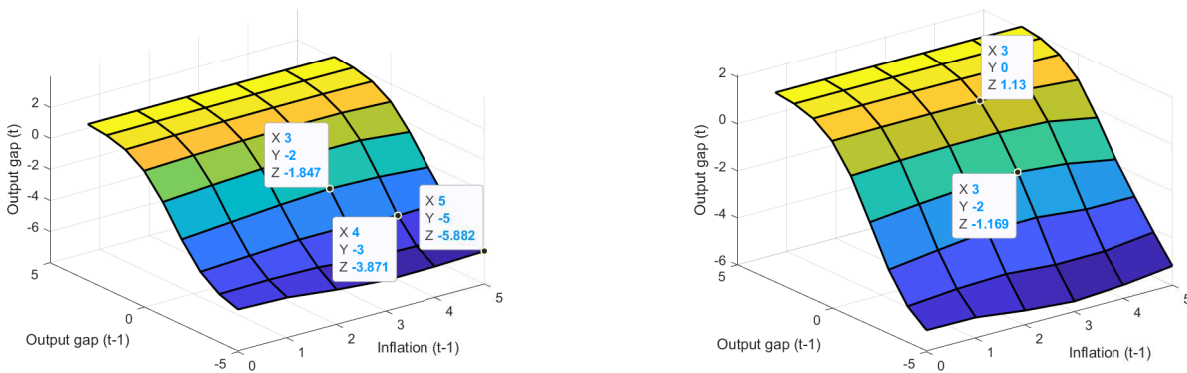 2
0
-2
-4
-6
Output gap (t)
5
0
-5
Output gap (t-1)
0
1
2
3
4
5
Inflation (t-1)
X 3
Y -2
Z -1.847
X 4
Y -3
Z -3.871
X 5
Y -5
Z -5.882
2
0
-2
-4
-6
Output gap (t)
5
0
-5
Output gap (t-1)
0
1
2
3
4
5
Inflation (t-1)
X 3
Y 0
Z 1.13
X 3
Y -2
Z -1.169